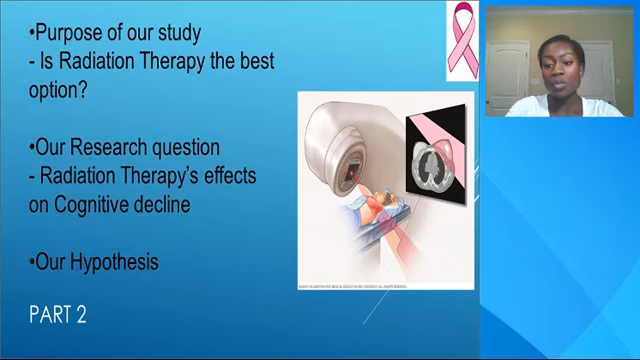 •Purpose of our study
- Is Radiation Therapy the best
option?
•Our Research question
- Radiation Therapy's effects
on Cognitive decline
•Our Hypothesis
PART 2